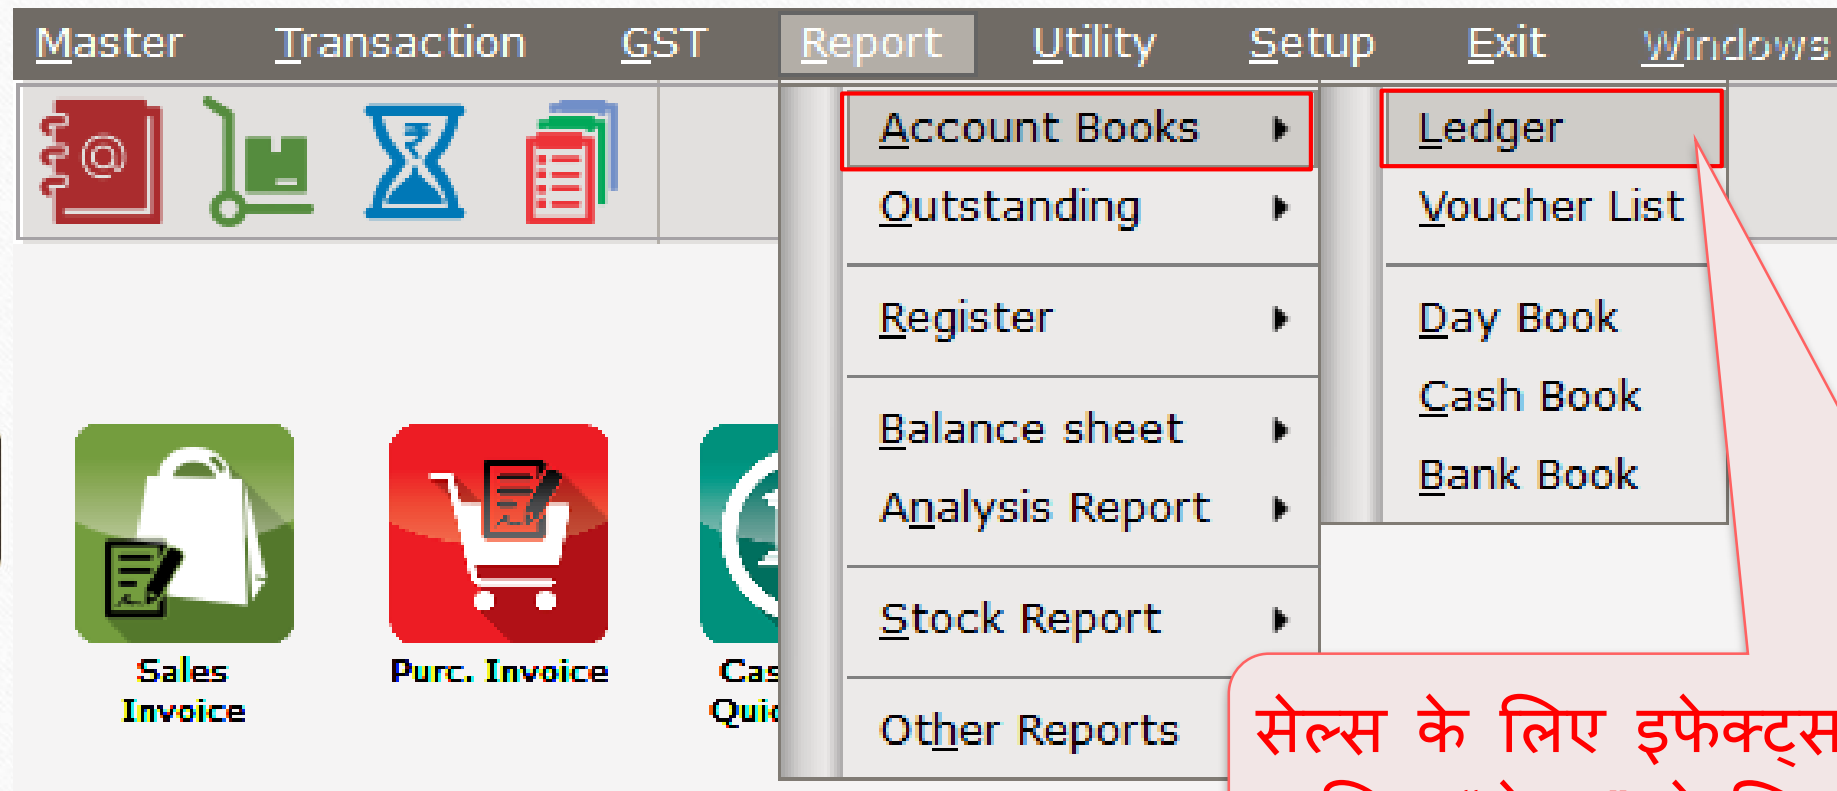 Master Transaction GST Report Utility Setup Exit Windows
Account Books
Outstanding
Register
Balance sheet
Analysis Report
Stock Report
Other Reports
Ledger
Voucher List
Day Book
Cash Book
Bank Book
Sales
Invoice
Purc. Invoice
सेल्स के लिए इफेक्ट्स